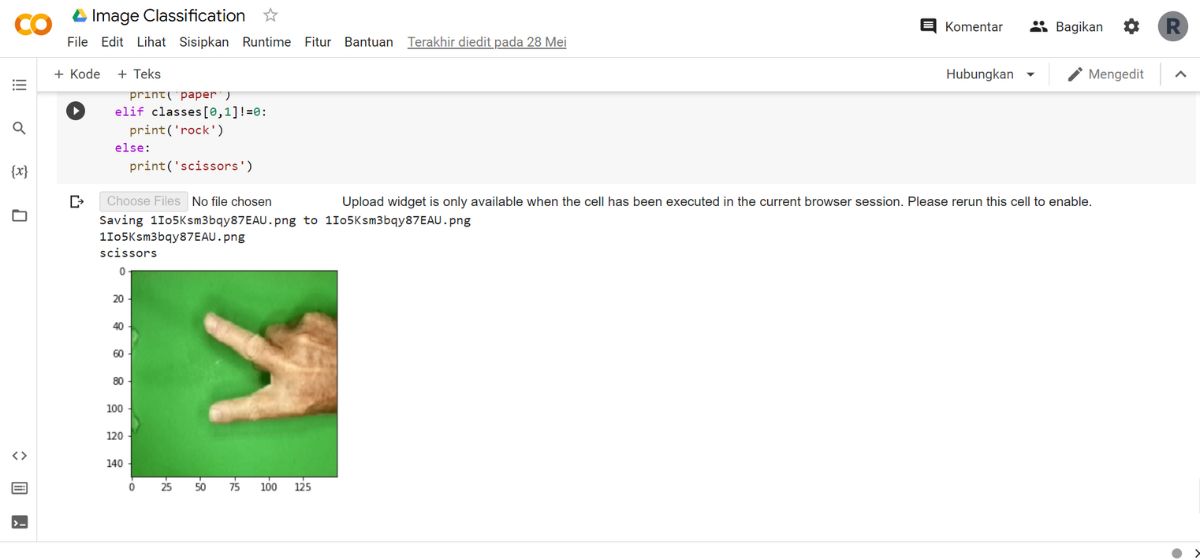 Image Classification
Komentar
Bagikan
R
File Edit Lihat Sisipkan Runtime Fitur Bantuan Terakhir diedit pada 28 Mei
+ Kode + Teks
Hubungkan
Mengedit
print('paper')
elif classes[0,1]!=0:
print('rock')
else:
print('scissors')
{x}
Choose Files No file chosen Upload widget is only available when the cell has been executed in the current browser session. Please rerun this cell to enable.
Saving 1Io5Ksm3bqy87EAU.png to 1Io5Ksm3bqy87EAU.png
1Io5Ksm3bqy87EAU.png
scissors
0
20
40
60
80
100
120
140
0 25 50 75 100 125